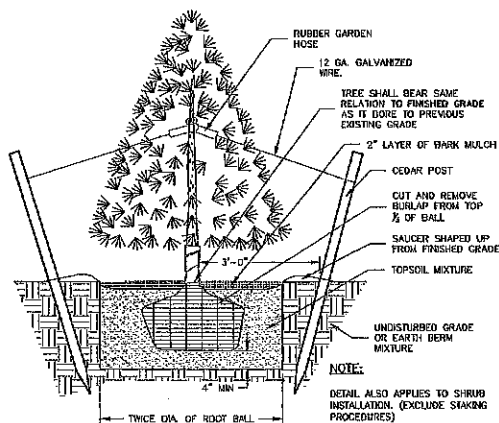 RUBBER GARDEN
HOSE
12 GA. GALVANIZED
WIRE.
TREE SHALL BEAR SAME
RELATION TO FINISHED GRADE
AS IT BORE TO PREVIOUS
EXISTING GRADE
2" LAYER OF BARK MULCH
CEDAR POST
CUT AND REMOVE
BURLAP FROM TOP
⅓ OF BALL
SAUCER SHAPED UP
FROM FINISHED GRADE
3'-0"
TOPSOIL MIXTURE
UNDISTURBED GRADE
OR EARTH BERM
MIXTURE
4" MIN
NOTE:
DETAIL ALSO APPLIES TO SHRUB
INSTALLATION. (EXCLUDE STAKING
PROCEDURES)
TWICE DIA. OF ROOT BALL